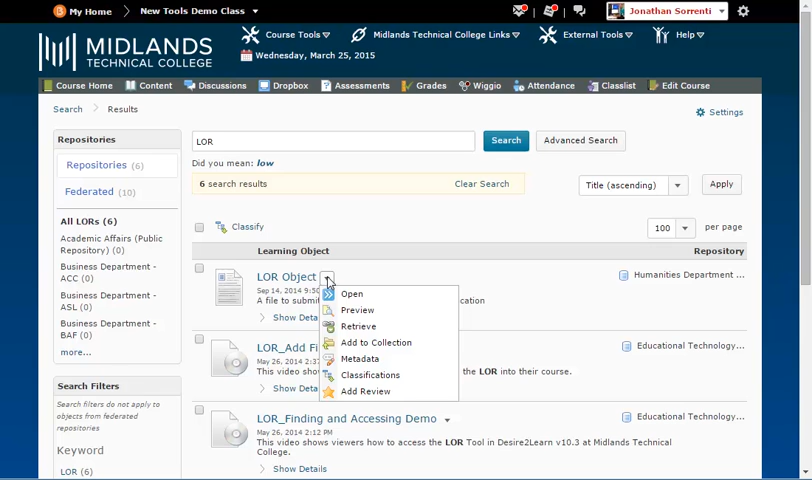 My Home
New Tools Demo Class
Jonathan Sorrenti
MIDLANDS
TECHNICAL COLLEGE
Course Tools
Midlands Technical College Links
External Tools
Help
Wednesday, March 25, 2015
Course Home
Content
Discussions
Dropbox
Assessments
Grades
Wiggio
Attendance
Classlist
Edit Course
Search
Results
Settings
Repositories
Repositories (6)
Federated (10)
All LORs (6)
Academic Affairs (Public
Repository) (0)
Business Department -
ACC (0)
Business Department -
ASL (0)
Business Department -
BAF (0)
more...
Search Filters
Search filters do not apply to
objects from federated
repositories
Keyword
LOR (6)
LOR
Search
Advanced Search
Did you mean: low
6 search results
Clear Search
Title (ascending)
Apply
Classify
100
per page
Learning Object
Repository
LOR Object
Humanities Department ...
Sep 14, 2014 9:50
A file to submi
cation
Show Deta
Open
Preview
Retrieve
Add to Collection
Metadata
Classifications
Add Review
LOR_Add Fi
Educational Technology...
May 26, 2014 2:37
This video show
the LOR into their course.
Show Deta
LOR_Finding and Accessing Demo
Educational Technology...
May 26, 2014 2:12 PM
This video shows viewers how to access the LOR Tool in Desire2Learn v10.3 at Midlands Technical
College.
Show Details